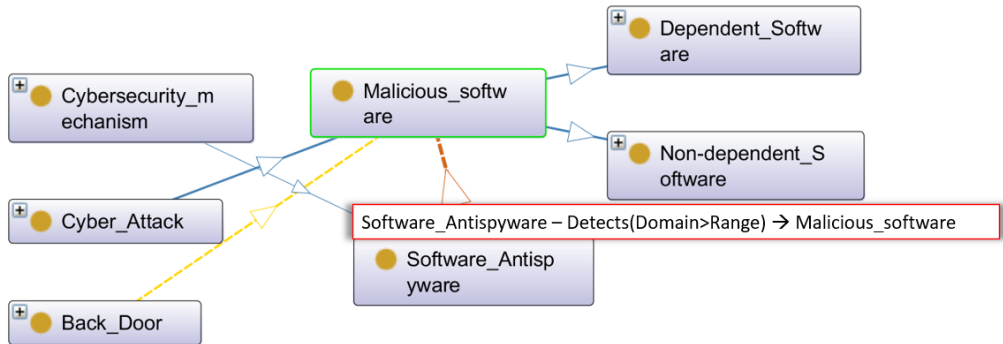 Dependent_Softw
are
Cybersecurity_m
echanism
Malicious_softw
are
Non-dependent_S
oftware
Cyber_Attack
Software_Antispyware – Detects(Domain>Range) → Malicious_software
Software_Antisp
yware
Back_Door